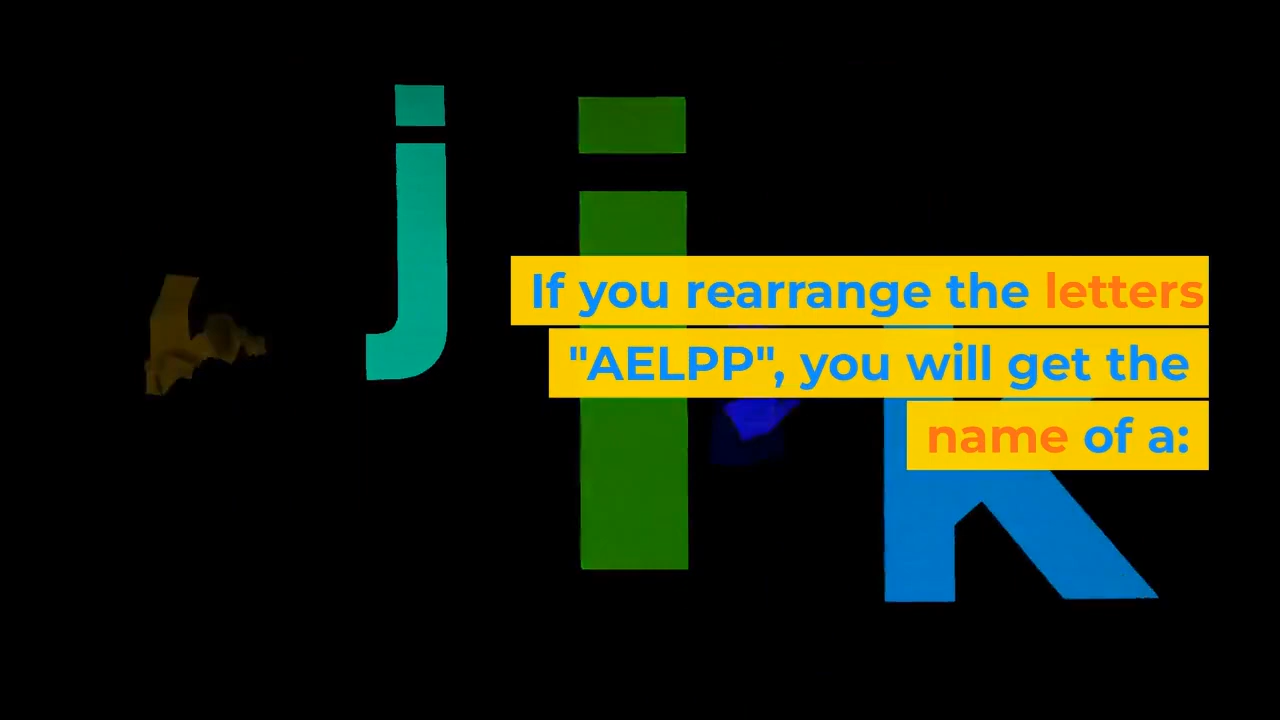 j i k
If you rearrange the letters
"AELPP", you will get the
name of a: